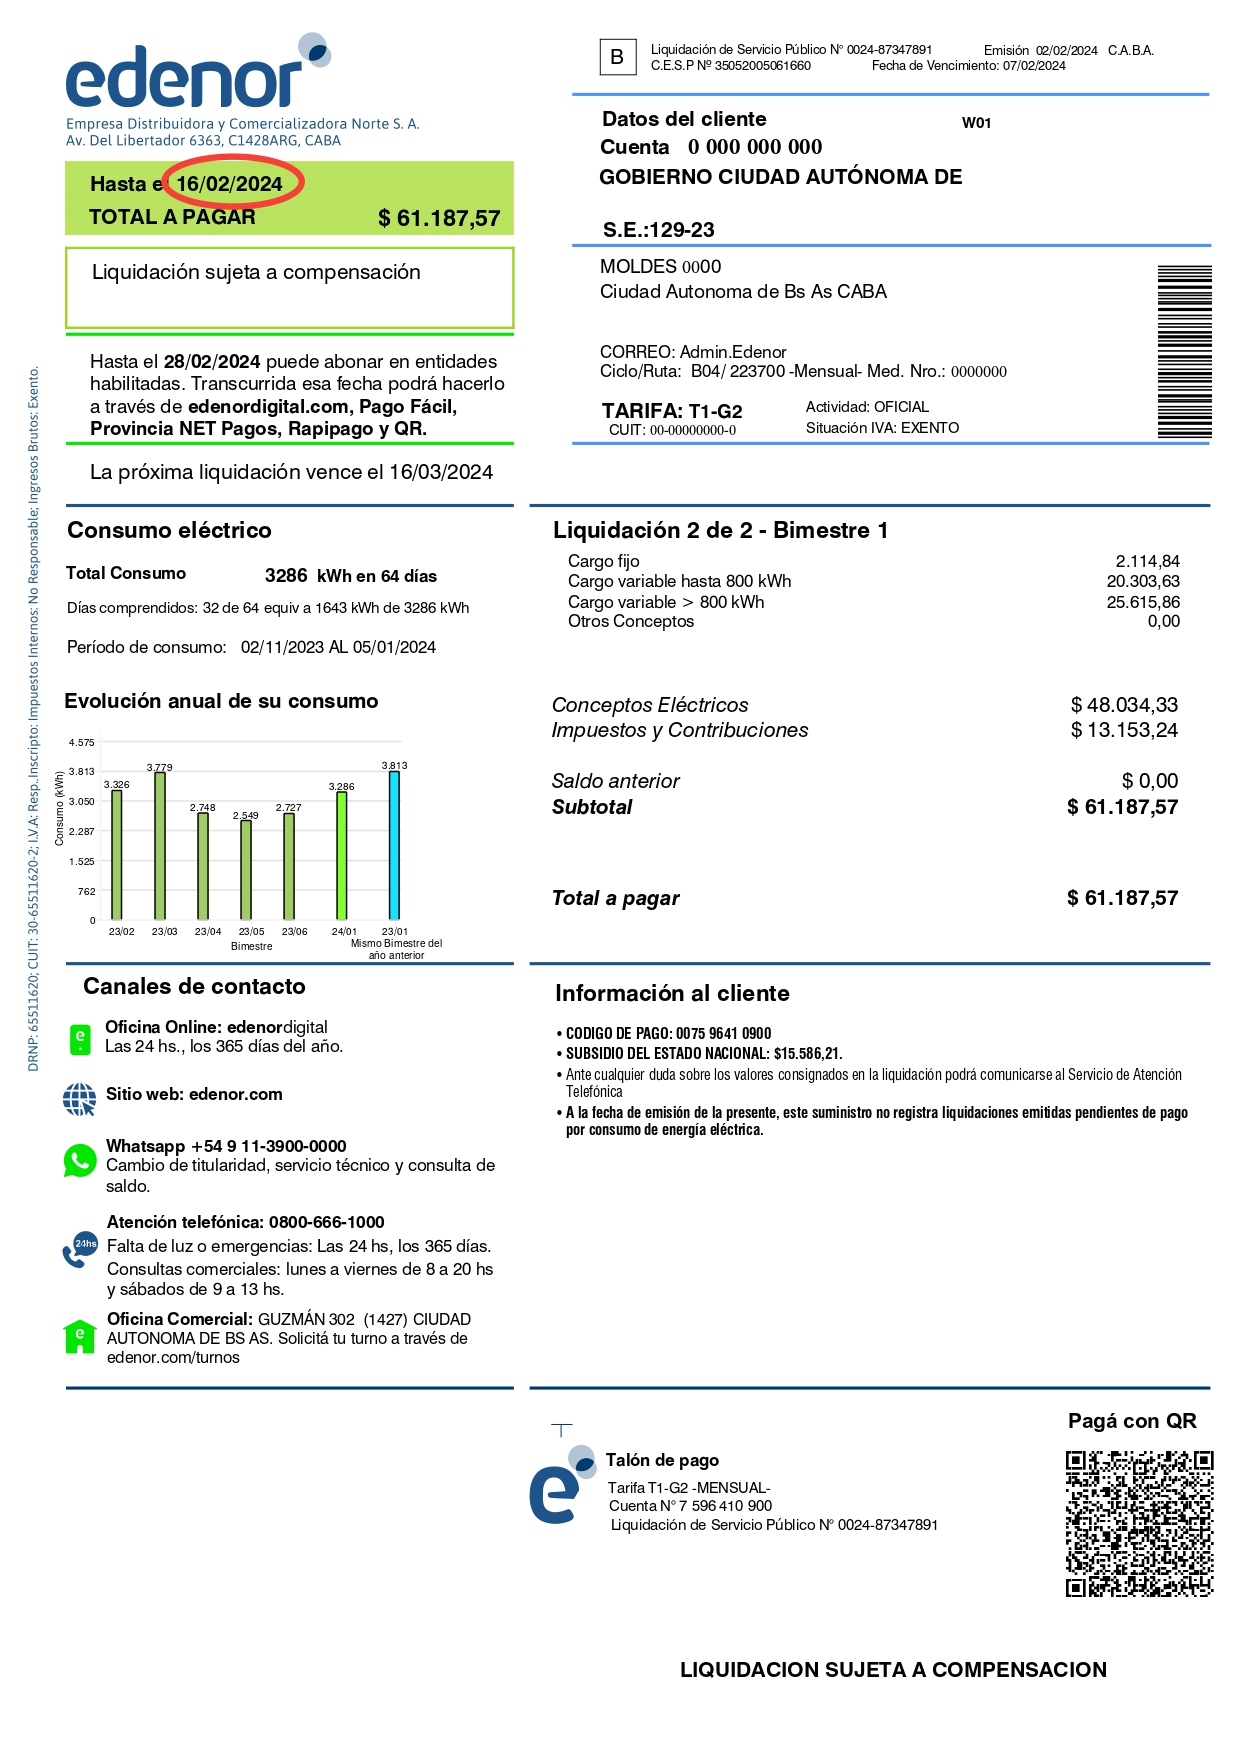 edenor
Empresa Distribuidora y Comercializadora Norte S. A.
Av. Del Libertador 6363, C1428ARG, CABA
B
Liquidación de Servicio Público N° 0024-87347891 Emisión 02/02/2024 C.A.B.A.
C.E.S.P Nº 35052005061660 Fecha de Vencimiento: 07/02/2024
Hasta el 16/02/2024
TOTAL A PAGAR $ 61.187,57
Liquidación sujeta a compensación
Hasta el 28/02/2024 puede abonar en entidades
habilitadas. Transcurrida esa fecha podrá hacerlo
a través de edenordigital.com, Pago Fácil,
Provincia NET Pagos, Rapipago y QR.
La próxima liquidación vence el 16/03/2024
Datos del cliente W01
Cuenta 0 000 000 000
GOBIERNO CIUDAD AUTÓNOMA DE
S.E.:129-23
MOLDES 0000
Ciudad Autonoma de Bs As CABA
CORREO: Admin.Edenor
Ciclo/Ruta: B04/ 223700 -Mensual- Med. Nro.: 0000000
TARIFA: T1-G2 Actividad: OFICIAL
CUIT: 00-00000000-0 Situación IVA: EXENTO
DRNP: 65511620; CUIT: 30-65511620-2; I.V.A: Resp..Inscripto: Impuestos Internos: No Responsable; Ingresos Brutos: Exento.
Consumo eléctrico
Total Consumo 3286 kWh en 64 días
Días comprendidos: 32 de 64 equiv a 1643 kWh de 3286 kWh
Período de consumo: 02/11/2023 AL 05/01/2024
Evolución anual de su consumo
Consumo (kWh)
4.575
3.813
3.050
2.287
1.525
762
0
3.326
3.779
2.748
2.549
2.727
3.286
3.813
23/02 23/03 23/04 23/05 23/06 24/01 23/01
Bimestre
Mismo Bimestre del
año anterior
Liquidación 2 de 2 - Bimestre 1
Cargo fijo 2.114,84
Cargo variable hasta 800 kWh 20.303,63
Cargo variable > 800 kWh 25.615,86
Otros Conceptos 0,00
Conceptos Eléctricos $ 48.034,33
Impuestos y Contribuciones $ 13.153,24
Saldo anterior $ 0,00
Subtotal $ 61.187,57
Total a pagar $ 61.187,57
Canales de contacto
e
Oficina Online: edenordigital
Las 24 hs., los 365 días del año.
Sitio web: edenor.com
Whatsapp +54 9 11-3900-0000
Cambio de titularidad, servicio técnico y consulta de
saldo.
24hs
Atención telefónica: 0800-666-1000
Falta de luz o emergencias: Las 24 hs, los 365 días.
Consultas comerciales: lunes a viernes de 8 a 20 hs
y sábados de 9 a 13 hs.
e
Oficina Comercial: GUZMÁN 302 (1427) CIUDAD
AUTONOMA DE BS AS. Solicitá tu turno a través de
edenor.com/turnos
Información al cliente
• CODIGO DE PAGO: 0075 9641 0900
• SUBSIDIO DEL ESTADO NACIONAL: $15.586,21.
• Ante cualquier duda sobre los valores consignados en la liquidación podrá comunicarse al Servicio de Atención
Telefónica
• A la fecha de emisión de la presente, este suministro no registra liquidaciones emitidas pendientes de pago
por consumo de energía eléctrica.
Pagá con QR
e
Talón de pago
Tarifa T1-G2 -MENSUAL-
Cuenta N° 7 596 410 900
Liquidación de Servicio Público N° 0024-87347891
LIQUIDACION SUJETA A COMPENSACION